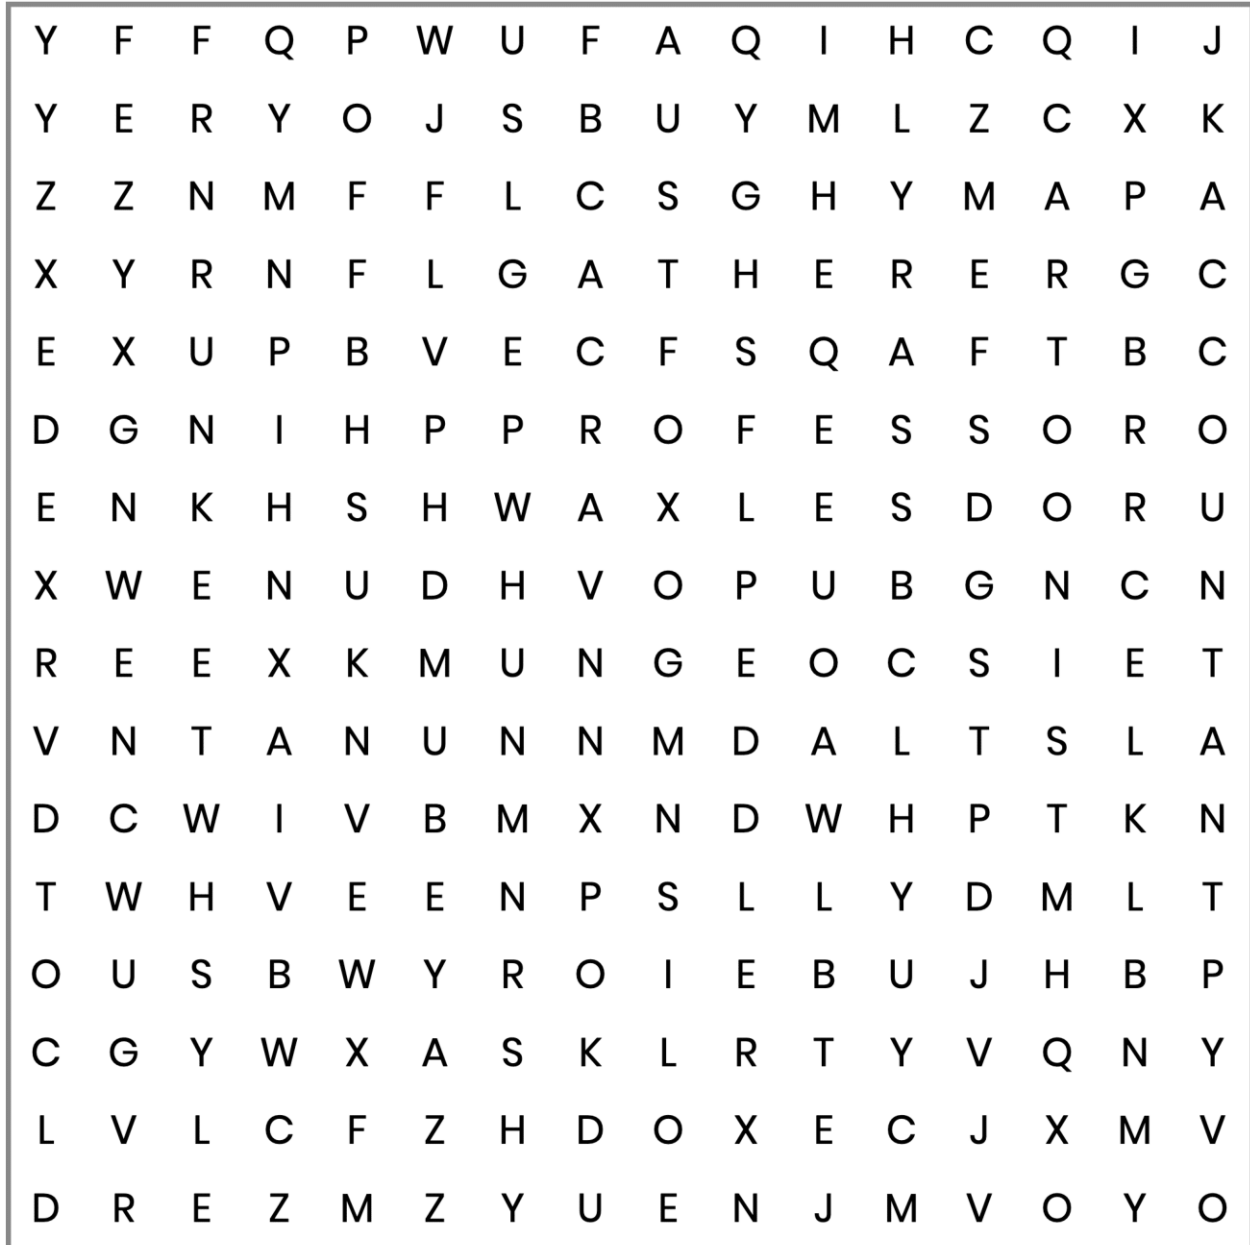 Y F F Q P W U F A Q I H C Q I J
Y E R Y O J S B U Y M L Z C X K
Z Z N M F F L C S G H Y M A P A
X Y R N F L G A T H E R E R G C
E X U P B V E C F S Q A F T B C
D G N I H P P R O F E S S O R O
E N K H S H W A X L E S D O R U
X W E N U D H V O P U B G N C N
R E E X K M U N G E O C S I E T
V N T A N U N N M D A L T S L A
D C W I V B M X N D W H P T K N
T W H V E E N P S L L Y D M L T
O U S B W Y R O I E B U J H B P
C G Y W X A S K L R T Y V Q N Y
L V L C F Z H D O X E C J X M V
D R E Z M Z Y U E N J M V O Y O